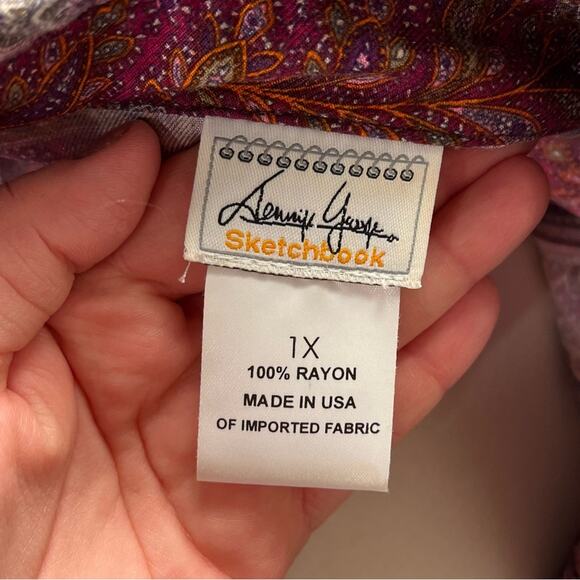 Sketchbook
1X
100% RAYON
MADE IN USA
OF IMPORTED FABRIC